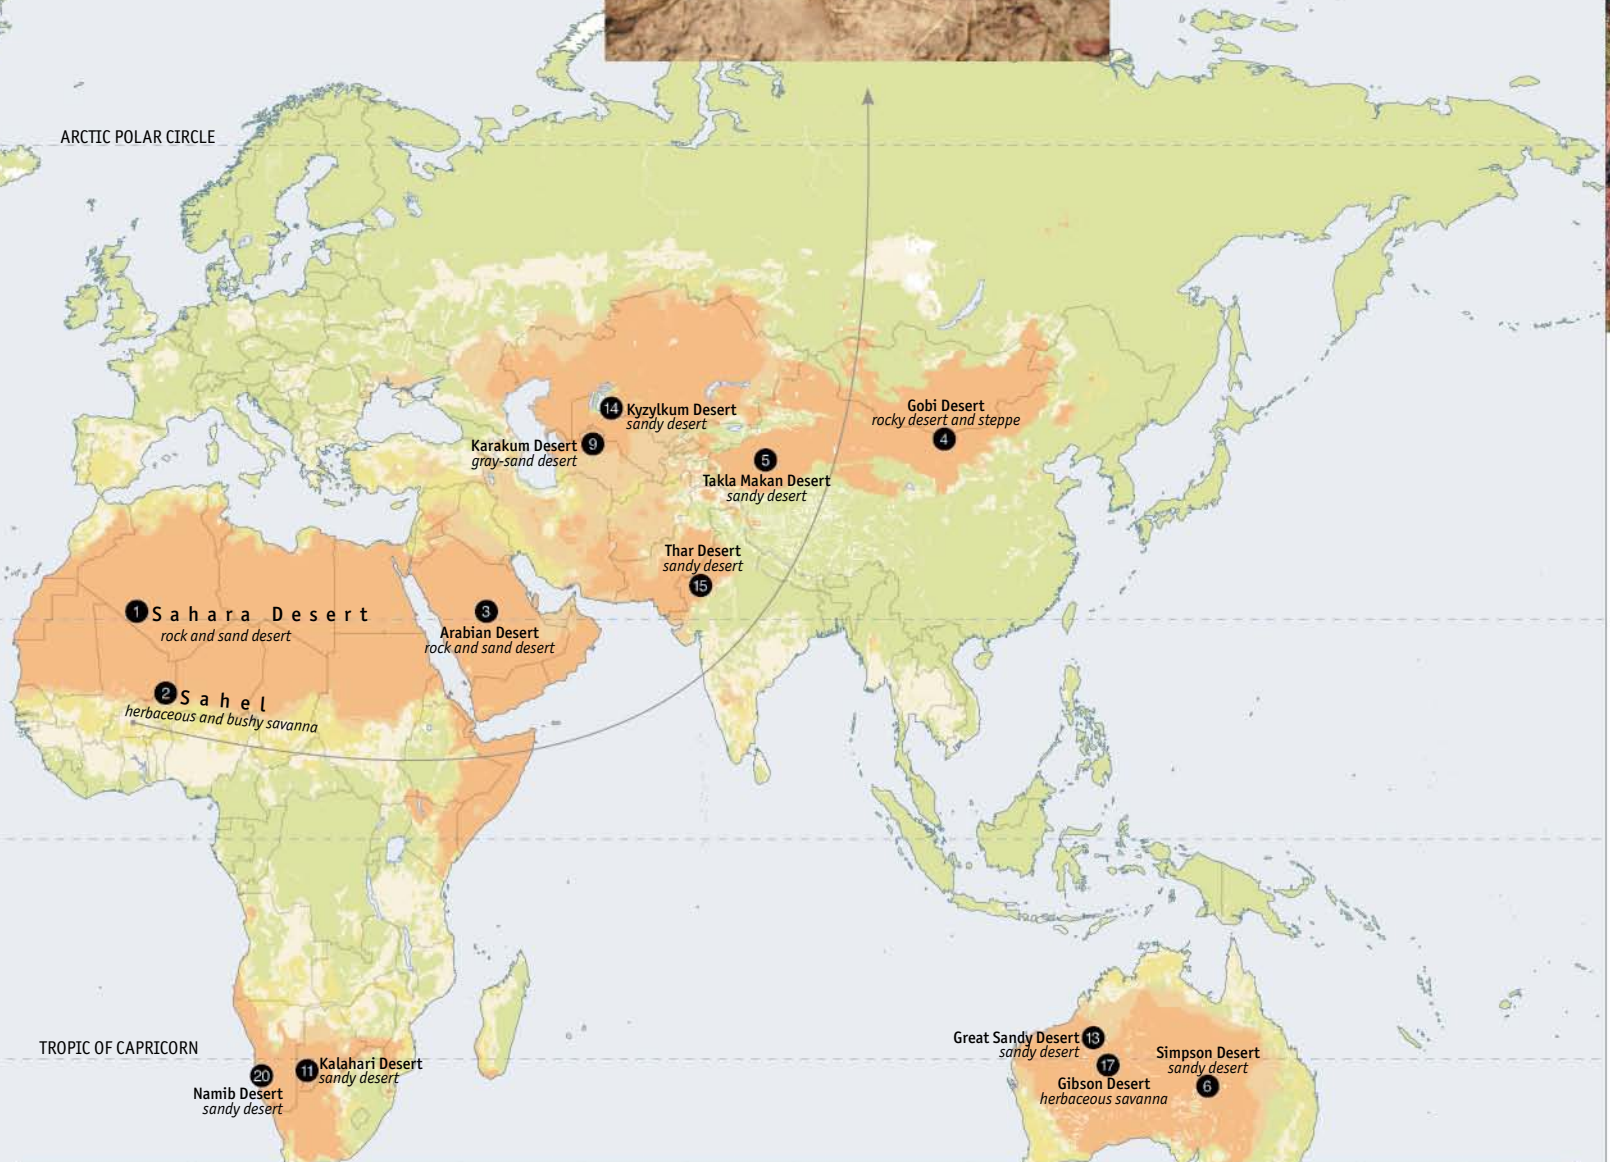 ARCTIC POLAR CIRCLE
14 Kyzylkum Desert
sandy desert
Karakum Desert 9
gray-sand desert
Gobi Desert
rocky desert and steppe
4
5
Takla Makan Desert
sandy desert
Thar Desert
sandy desert
15
1 Sahara Desert
rock and sand desert
3
Arabian Desert
rock and sand desert
2 Sahel
herbaceous and bushy savanna
TROPIC OF CAPRICORN
20
Namib Desert
sandy desert
11 Kalahari Desert
sandy desert
Great Sandy Desert 13
sandy desert
17
Gibson Desert
herbaceous savanna
Simpson Desert
sandy desert
6